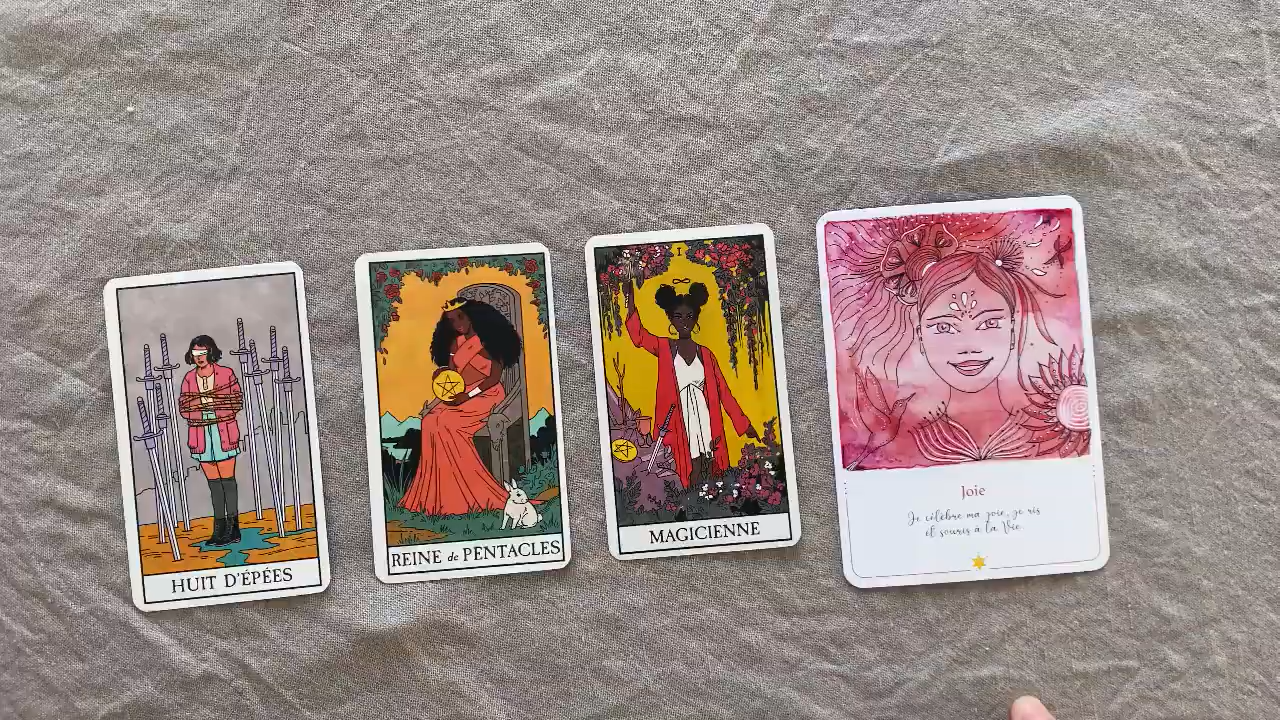 HUIT D'ÉPÉES
REINE de PENTACLES
I
MAGICIENNE
Joie
Je célèbre ma joie, je ris
et souris à la Vie.